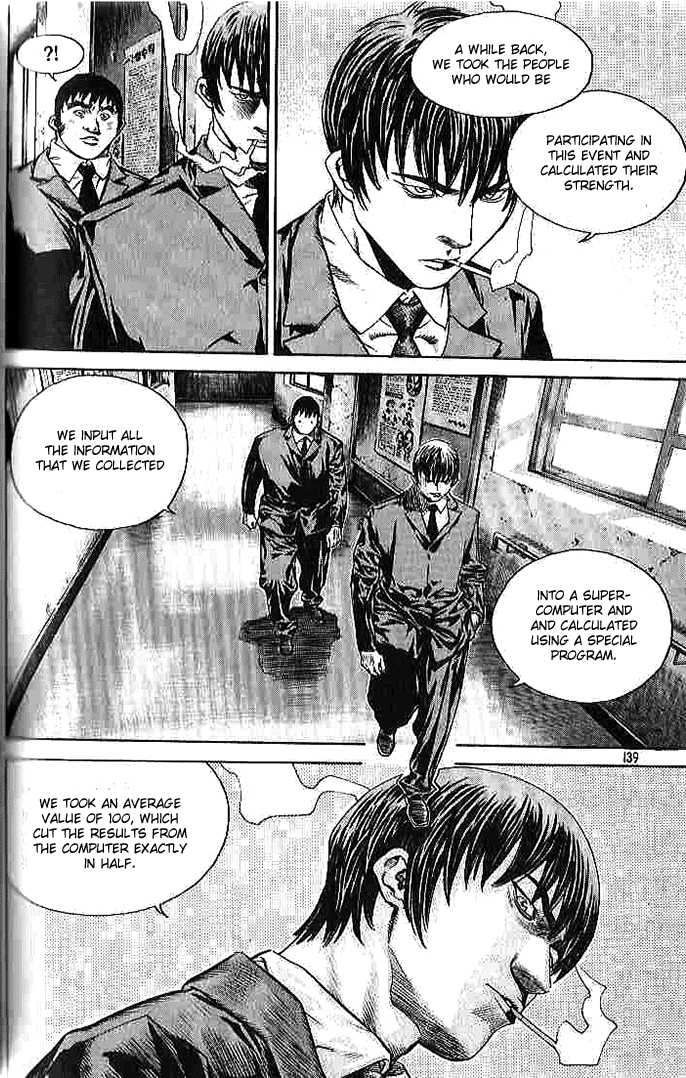 ?!
A WHILE BACK,
WE TOOK THE PEOPLE
WHO WOULD BE
PARTICIPATING IN
THIS EVENT AND
CALCULATED THEIR
STRENGTH.
WE INPUT ALL
THE INFORMATION
THAT WE COLLECTED
INTO A SUPER-
COMPUTER AND
AND CALCULATED
USING A SPECIAL
PROGRAM.
139
WE TOOK AN AVERAGE
VALUE OF 100, WHICH
CUT THE RESULTS FROM
THE COMPUTER EXACTLY
IN HALF.